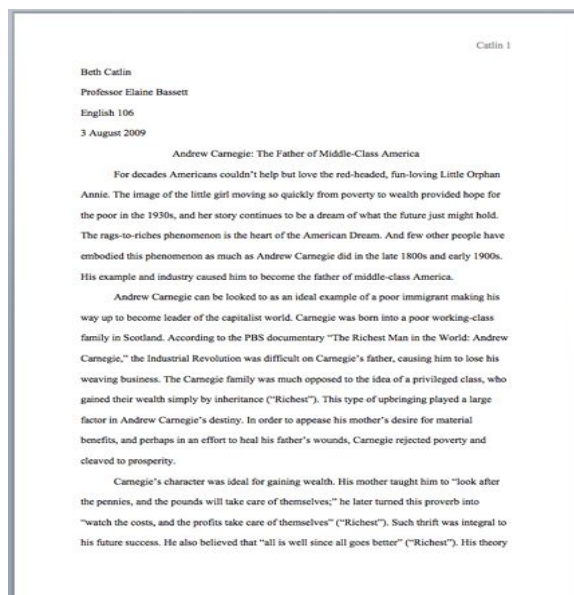 Catlin 1
Beth Catlin
Professor Elaine Bassett
English 106
3 August 2009
Andrew Carnegie: The Father of Middle-Class America
For decades Americans couldn't help but love the red-headed, fun-loving Little Orphan
Annie. The image of the little girl moving so quickly from poverty to wealth provided hope for
the poor in the 1930s, and her story continues to be a dream of what the future just might hold.
The rags-to-riches phenomenon is the heart of the American Dream. And few other people have
embodied this phenomenon as much as Andrew Carnegie did in the late 1800s and early 1900s.
His example and industry caused him to become the father of middle-class America.
Andrew Carnegie can be looked to as an ideal example of a poor immigrant making his
way up to become leader of the capitalist world. Carnegie was born into a poor working-class
family in Scotland. According to the PBS documentary "The Richest Man in the World: Andrew
Carnegie," the Industrial Revolution was difficult on Carnegie's father, causing him to lose his
weaving business. The Carnegie family was much opposed to the idea of a privileged class, who
gained their wealth simply by inheritance ("Richest"). This type of upbringing played a large
factor in Andrew Carnegie's destiny. In order to appease his mother's desire for material
benefits, and perhaps in an effort to heal his father's wounds, Carnegie rejected poverty and
cleaved to prosperity.
Carnegie's character was ideal for gaining wealth. His mother taught him to "look after
the pennies, and the pounds will take care of themselves;" he later turned this proverb into
"watch the costs, and the profits take care of themselves" ("Richest"). Such thrift was integral to
his future success. He also believed that "all is well since all goes better" ("Richest"). His theory